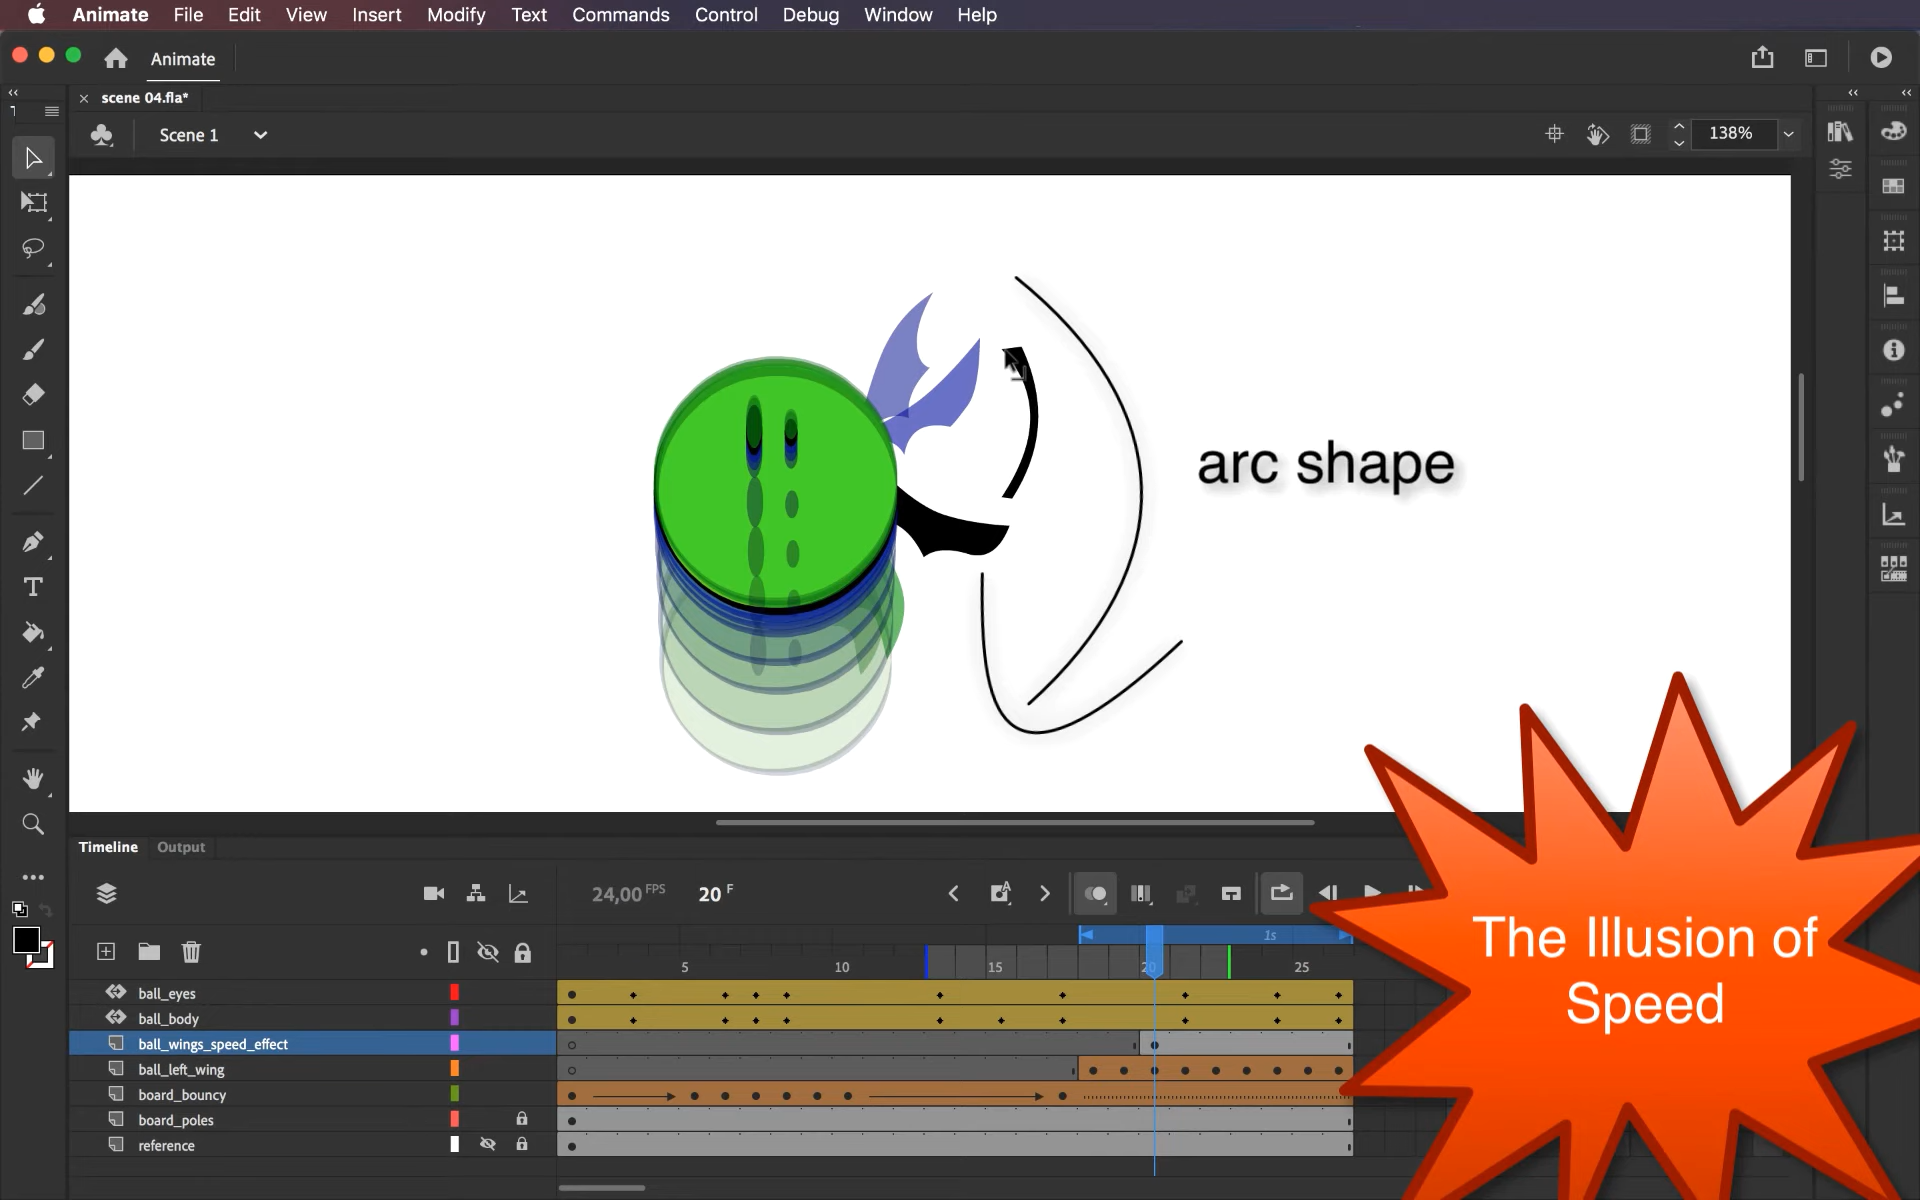 Animate File Edit View Insert Modify Text Commands Control Debug Window Help
Animate
scene 04.fla*
Scene 1
138%
arc shape
Timeline Output
24,00 FPS 20 F
1s
5 10 15 20 25
ball_eyes
ball_body
ball_wings_speed_effect
ball_left_wing
board_bouncy
board_poles
reference
The Illusion of
Speed